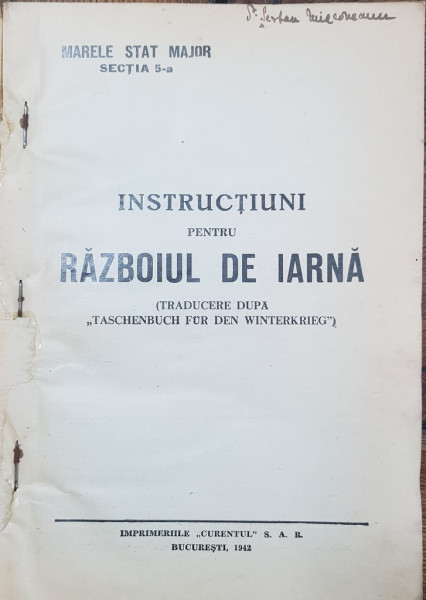 MARELE STAT MAJOR
SECȚIA 5-a
INSTRUCȚIUNI
PENTRU
RĂZBOIUL DE IARNĂ
(TRADUCERE DUPĂ
„TASCHENBUCH FÜR DEN WINTERKRIEG”)
IMPRIMERIILE „CURENTUL” S. A. R.
BUCUREȘTI, 1942